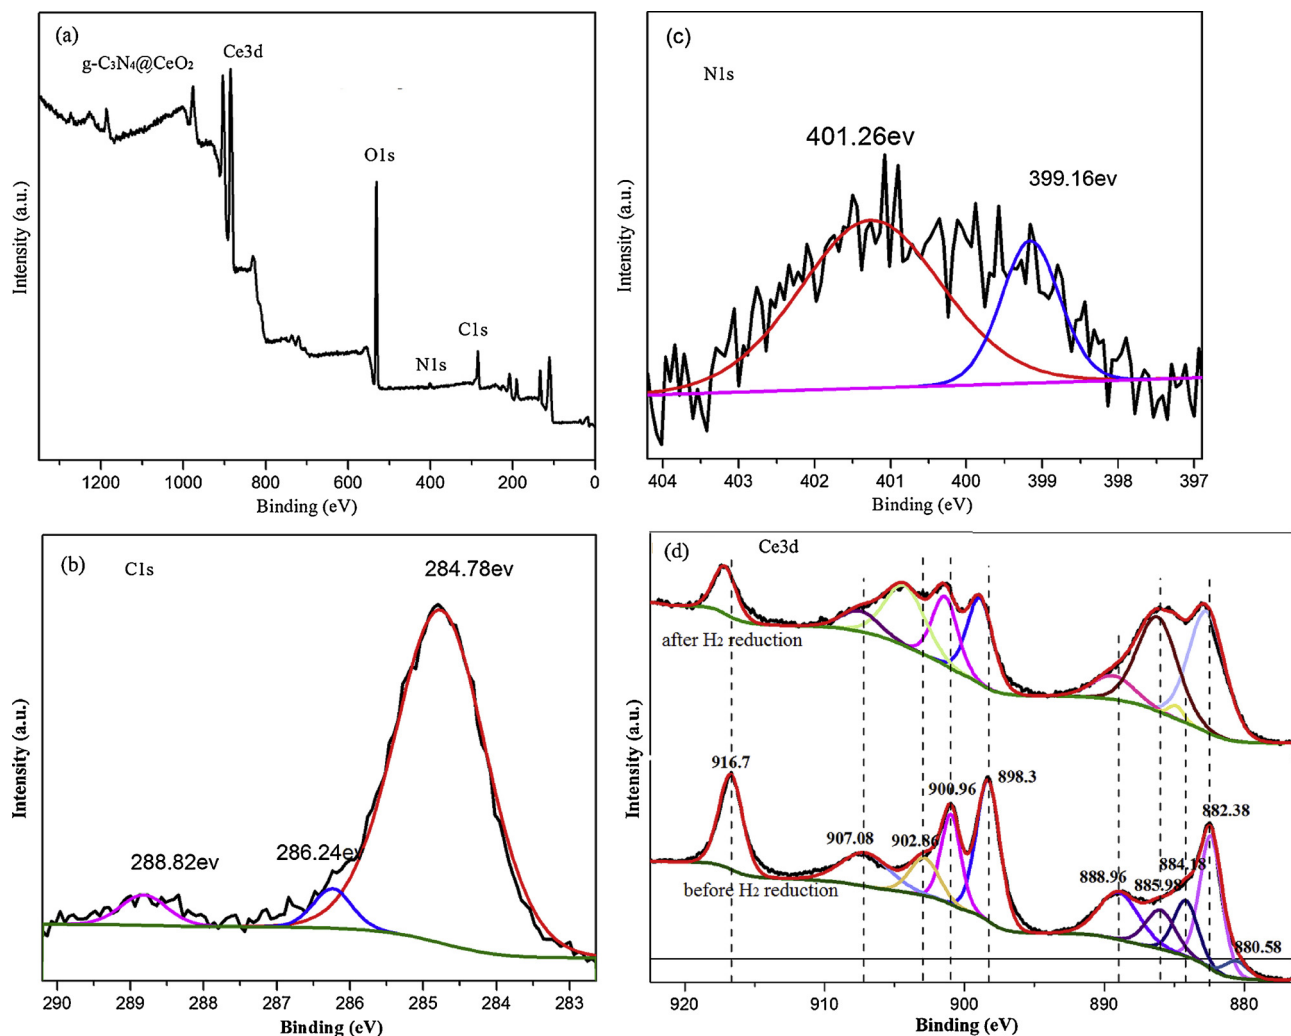 (a)
g-C₃N₄@CeO₂
Ce3d
O1s
N1s
C1s
Intensity (a.u.)
1200 1000 800 600 400 200 0
Binding (eV)
(c)
N1s
401.26ev
399.16ev
Intensity (a.u.)
404 403 402 401 400 399 398 397
Binding (eV)
(b)
C1s
284.78ev
286.24ev
288.82ev
Intensity (a.u.)
290 289 288 287 286 285 284 283
Binding (eV)
(d)
Ce3d
after H₂ reduction
916.7
907.08
902.86
900.96
898.3
888.96
885.98
884.18
882.38
880.58
before H₂ reduction
Intensity (a.u.)
920 910 900 890 880
Binding (eV)